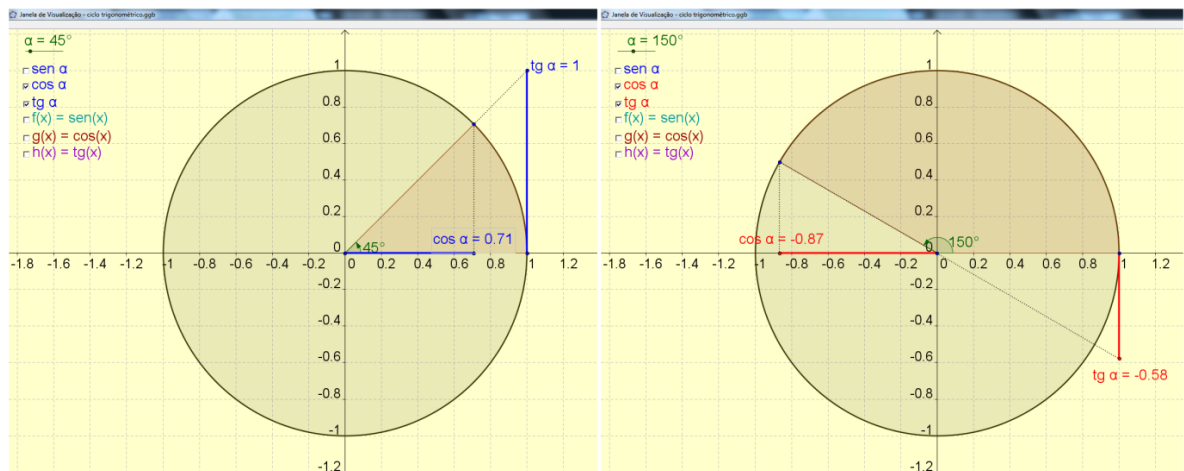 Janela de Visualização - ciclo trigonométrico.ggb
α = 45°
sen α
cos α
tg α
f(x) = sen(x)
g(x) = cos(x)
h(x) = tg(x)
tg α = 1
1
0.8
0.6
0.4
0.2
0
45°
cos α = 0.71
-1.8 -1.6 -1.4 -1.2 -1 -0.8 -0.6 -0.4 -0.2 0 0.2 0.4 0.6 0.8 1 1.2
-0.2
-0.4
-0.6
-0.8
-1
-1.2
Janela de Visualização - ciclo trigonométrico.ggb
α = 150°
sen α
cos α
tg α
f(x) = sen(x)
g(x) = cos(x)
h(x) = tg(x)
1
0.8
0.6
0.4
0.2
0
cos α = -0.87
150°
-1.8 -1.6 -1.4 -1.2 -1 -0.8 -0.6 -0.4 -0.2 0 0.2 0.4 0.6 0.8 1 1.2
-0.2
-0.4
-0.6
tg α = -0.58
-0.8
-1
-1.2